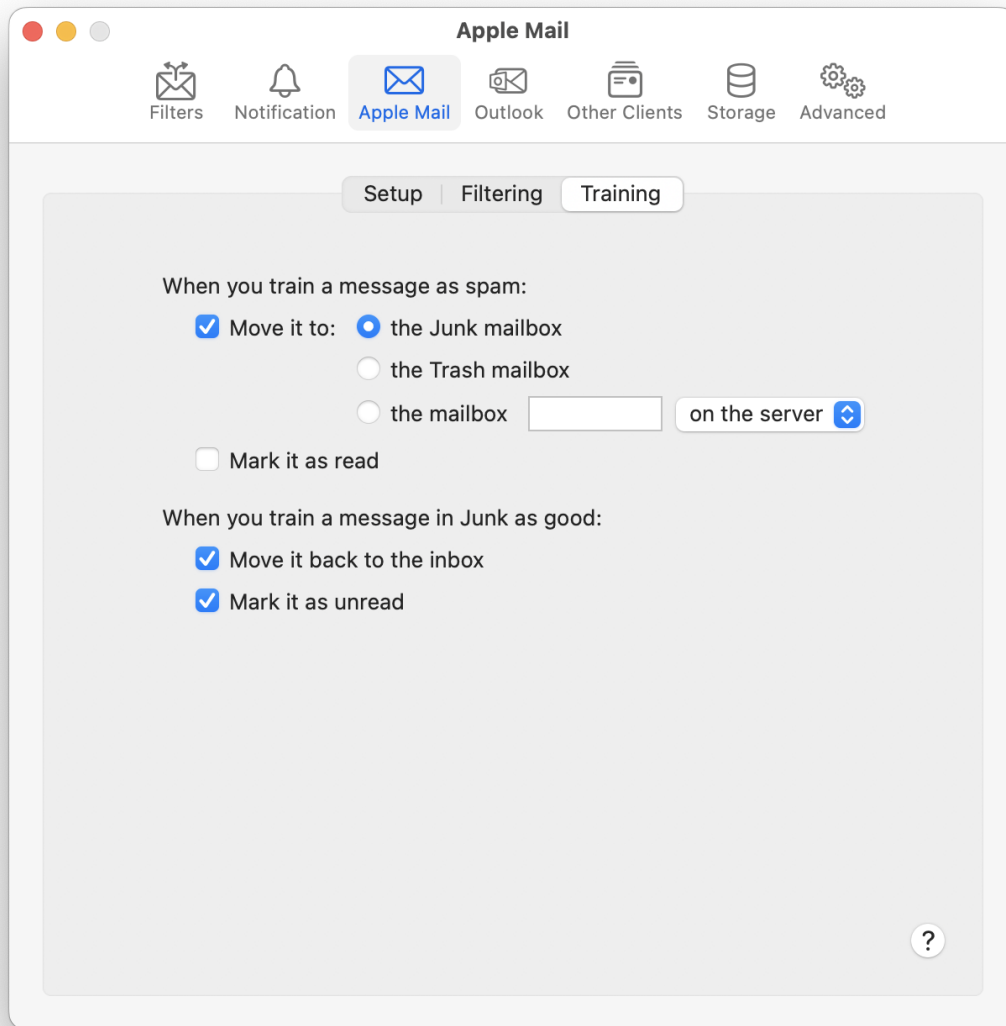 Apple Mail
Filters Notification Apple Mail Outlook Other Clients Storage Advanced
Setup Filtering Training
When you train a message as spam:
Move it to: the Junk mailbox
the Trash mailbox
the mailbox on the server
Mark it as read
When you train a message in Junk as good:
Move it back to the inbox
Mark it as unread
?